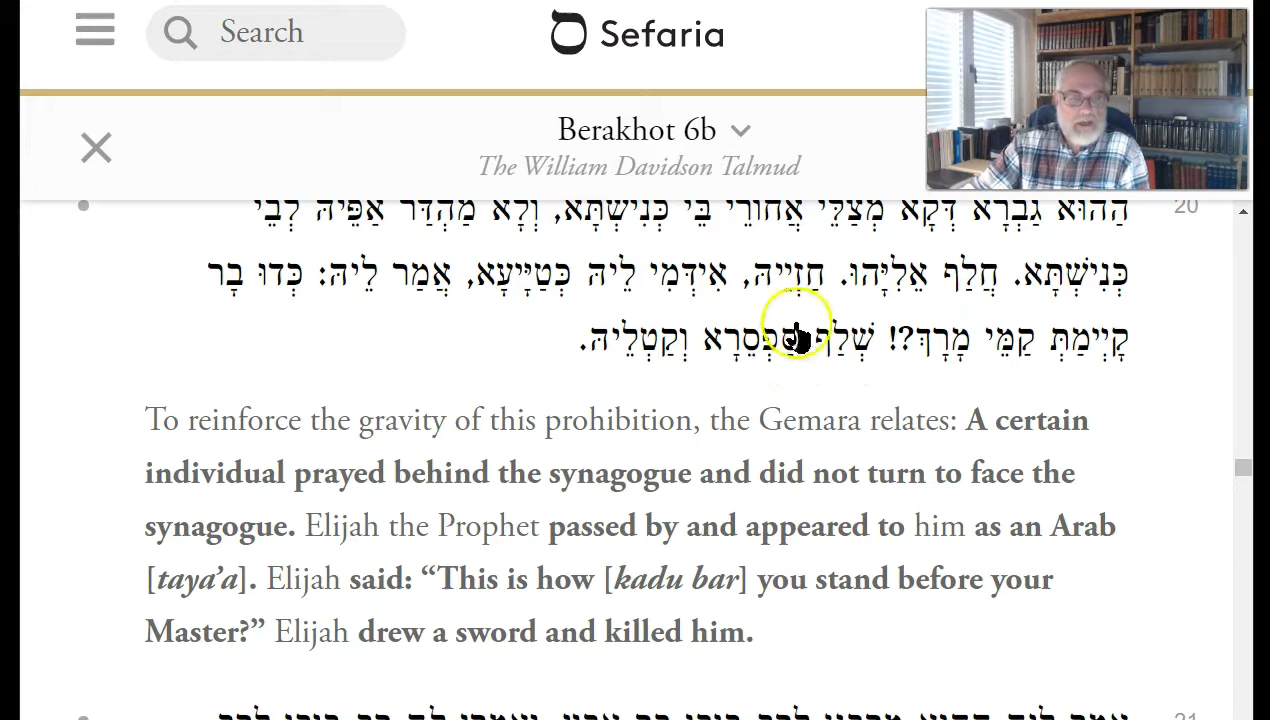 Search
Sefaria
Berakhot 6b
The William Davidson Talmud
20
הַהוּא גַּבְרָא דְּקָא מְצַלֵּי אֲחוֹרֵי בֵּי כְּנִישְׁתָּא, וְלָא מַהְדַּר אַפֵּיהּ לְבֵי
כְּנִישְׁתָּא. חֲלַף אֵלִיָּהוּ. חַזְיֵיהּ, אִידְּמִי לֵיהּ כְּטַיָּיעָא, אֲמַר לֵיהּ: כְּדוּ בָר
קָיְימַתְּ קַמֵּי מָרָךְ?! שְׁלַף סַפְסֵרָא וְקַטְלֵיהּ.
To reinforce the gravity of this prohibition, the Gemara relates: A certain
individual prayed behind the synagogue and did not turn to face the
synagogue. Elijah the Prophet passed by and appeared to him as an Arab
[taya’a]. Elijah said: “This is how [kadu bar] you stand before your
Master?” Elijah drew a sword and killed him.
21